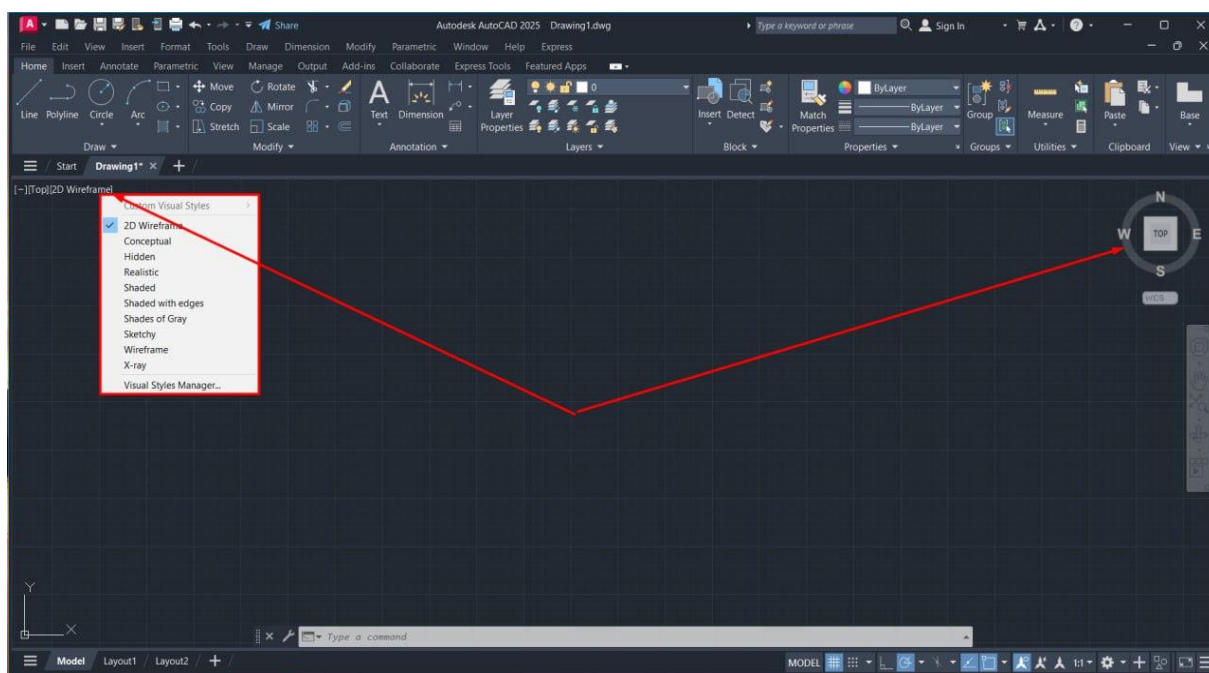 A Share Autodesk AutoCAD 2025 Drawing1.dwg Type a keyword or phrase Sign In
File Edit View Insert Format Tools Draw Dimension Modify Parametric Window Help Express
Home Insert Annotate Parametric View Manage Output Add-ins Collaborate Express Tools Featured Apps
Move Rotate 0 ByLayer
Copy Mirror ByLayer
Line Polyline Circle Arc Text Dimension Layer Properties Insert Detect Match Properties Group Measure Paste Base
Stretch Scale ByLayer
Draw Modify Annotation Layers Block Properties Groups Utilities Clipboard View
Start Drawing1*
[−][Top][2D Wireframe]
Custom Visual Styles
2D Wireframe
Conceptual
Hidden
Realistic
Shaded
Shaded with edges
Shades of Gray
Sketchy
Wireframe
X-ray
Visual Styles Manager...
N
W TOP E
S
WCS
Y
X
Type a command
Model Layout1 Layout2 MODEL 1:1